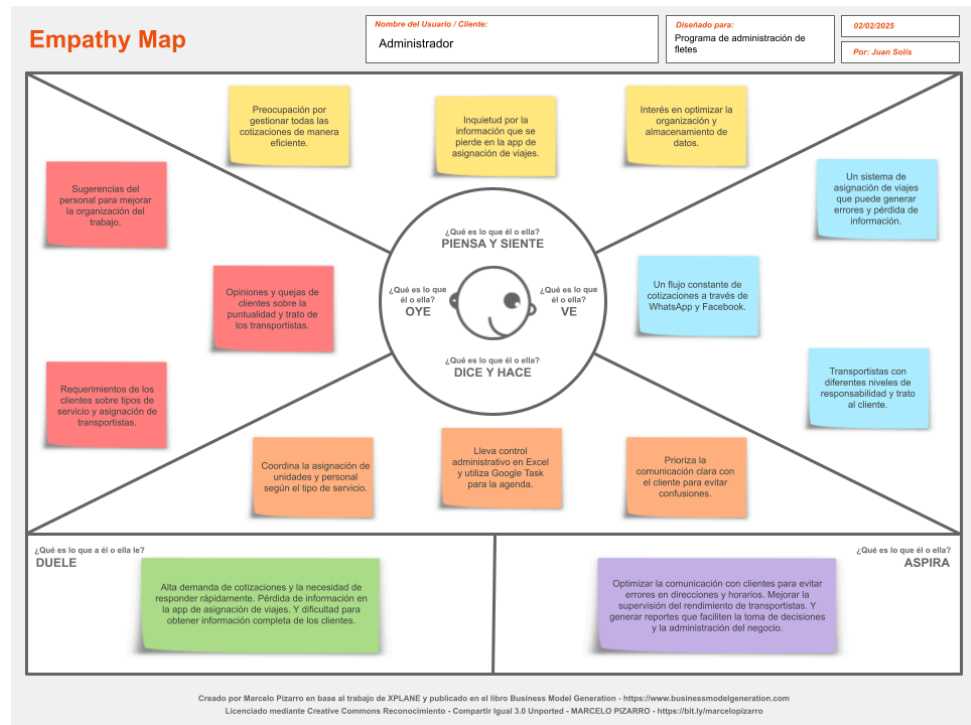 Empathy Map
Nombre del Usuario / Cliente:
Administrador
Diseñado para:
Programa de administración de
fletes
02/02/2025
Por: Juan Solís
Preocupación por
gestionar todas las
cotizaciones de manera
eficiente.
Inquietud por la
información que se
pierde en la app de
asignación de viajes.
Interés en optimizar la
organización y
almacenamiento de
datos.
Sugerencias del
personal para mejorar
la organización del
trabajo.
Opiniones y quejas de
clientes sobre la
puntualidad y trato de
los transportistas.
Requerimientos de los
clientes sobre tipos de
servicio y asignación de
transportistas.
¿Qué es lo que él o ella?
PIENSA Y SIENTE
¿Qué es lo que
él o ella?
OYE
¿Qué es lo que
él o ella?
VE
¿Qué es lo que él o ella?
DICE Y HACE
Un sistema de
asignación de viajes
que puede generar
errores y pérdida de
información.
Un flujo constante de
cotizaciones a través de
WhatsApp y Facebook.
Transportistas con
diferentes niveles de
responsabilidad y trato
al cliente.
Coordina la asignación de
unidades y personal
según el tipo de servicio.
Lleva control
administrativo en Excel
y utiliza Google Task
para la agenda.
Prioriza la
comunicación clara con
el cliente para evitar
confusiones.
¿Qué es lo que a él o ella le?
DUELE
Alta demanda de cotizaciones y la necesidad de
responder rápidamente. Pérdida de información en
la app de asignación de viajes. Y dificultad para
obtener información completa de los clientes.
¿Qué es lo que él o ella?
ASPIRA
Optimizar la comunicación con clientes para evitar
errores en direcciones y horarios. Mejorar la
supervisión del rendimiento de transportistas. Y
generar reportes que faciliten la toma de decisiones
y la administración del negocio.
Creado por Marcelo Pizarro en base al trabajo de XPLANE y publicado en el libro Business Model Generation - https://www.businessmodelgeneration.com
Licenciado mediante Creative Commons Reconocimiento - Compartir Igual 3.0 Unported - MARCELO PIZARRO - https://bit.ly/marcelopizarro